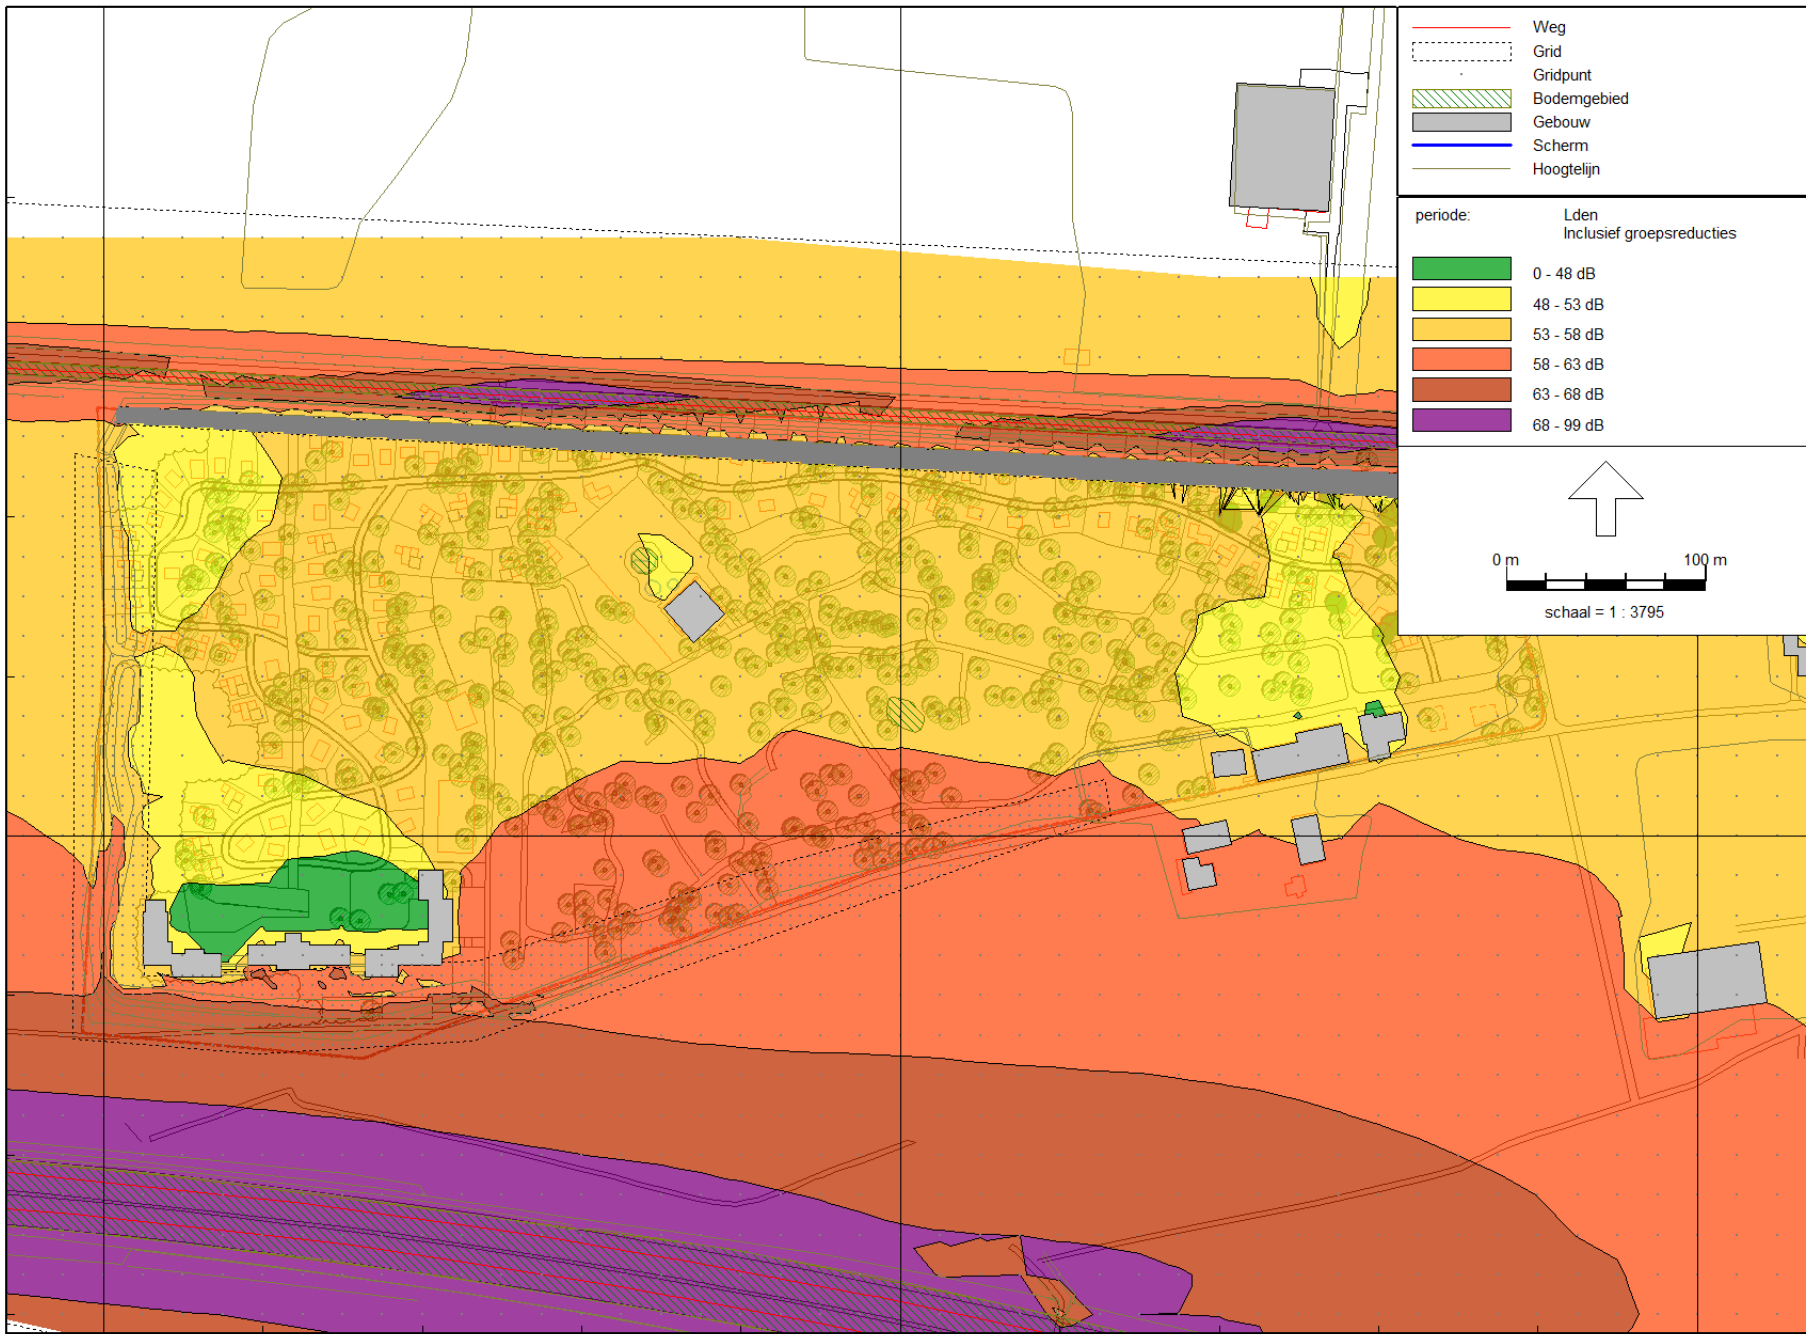 Weg
Grid
Gridpunt
Bodemgebied
Gebouw
Scherm
Hoogtelijn
periode: Lden
Inclusief groepsreducties
0 - 48 dB
48 - 53 dB
53 - 58 dB
58 - 63 dB
63 - 68 dB
68 - 99 dB
0 m 100 m
schaal = 1 : 3795